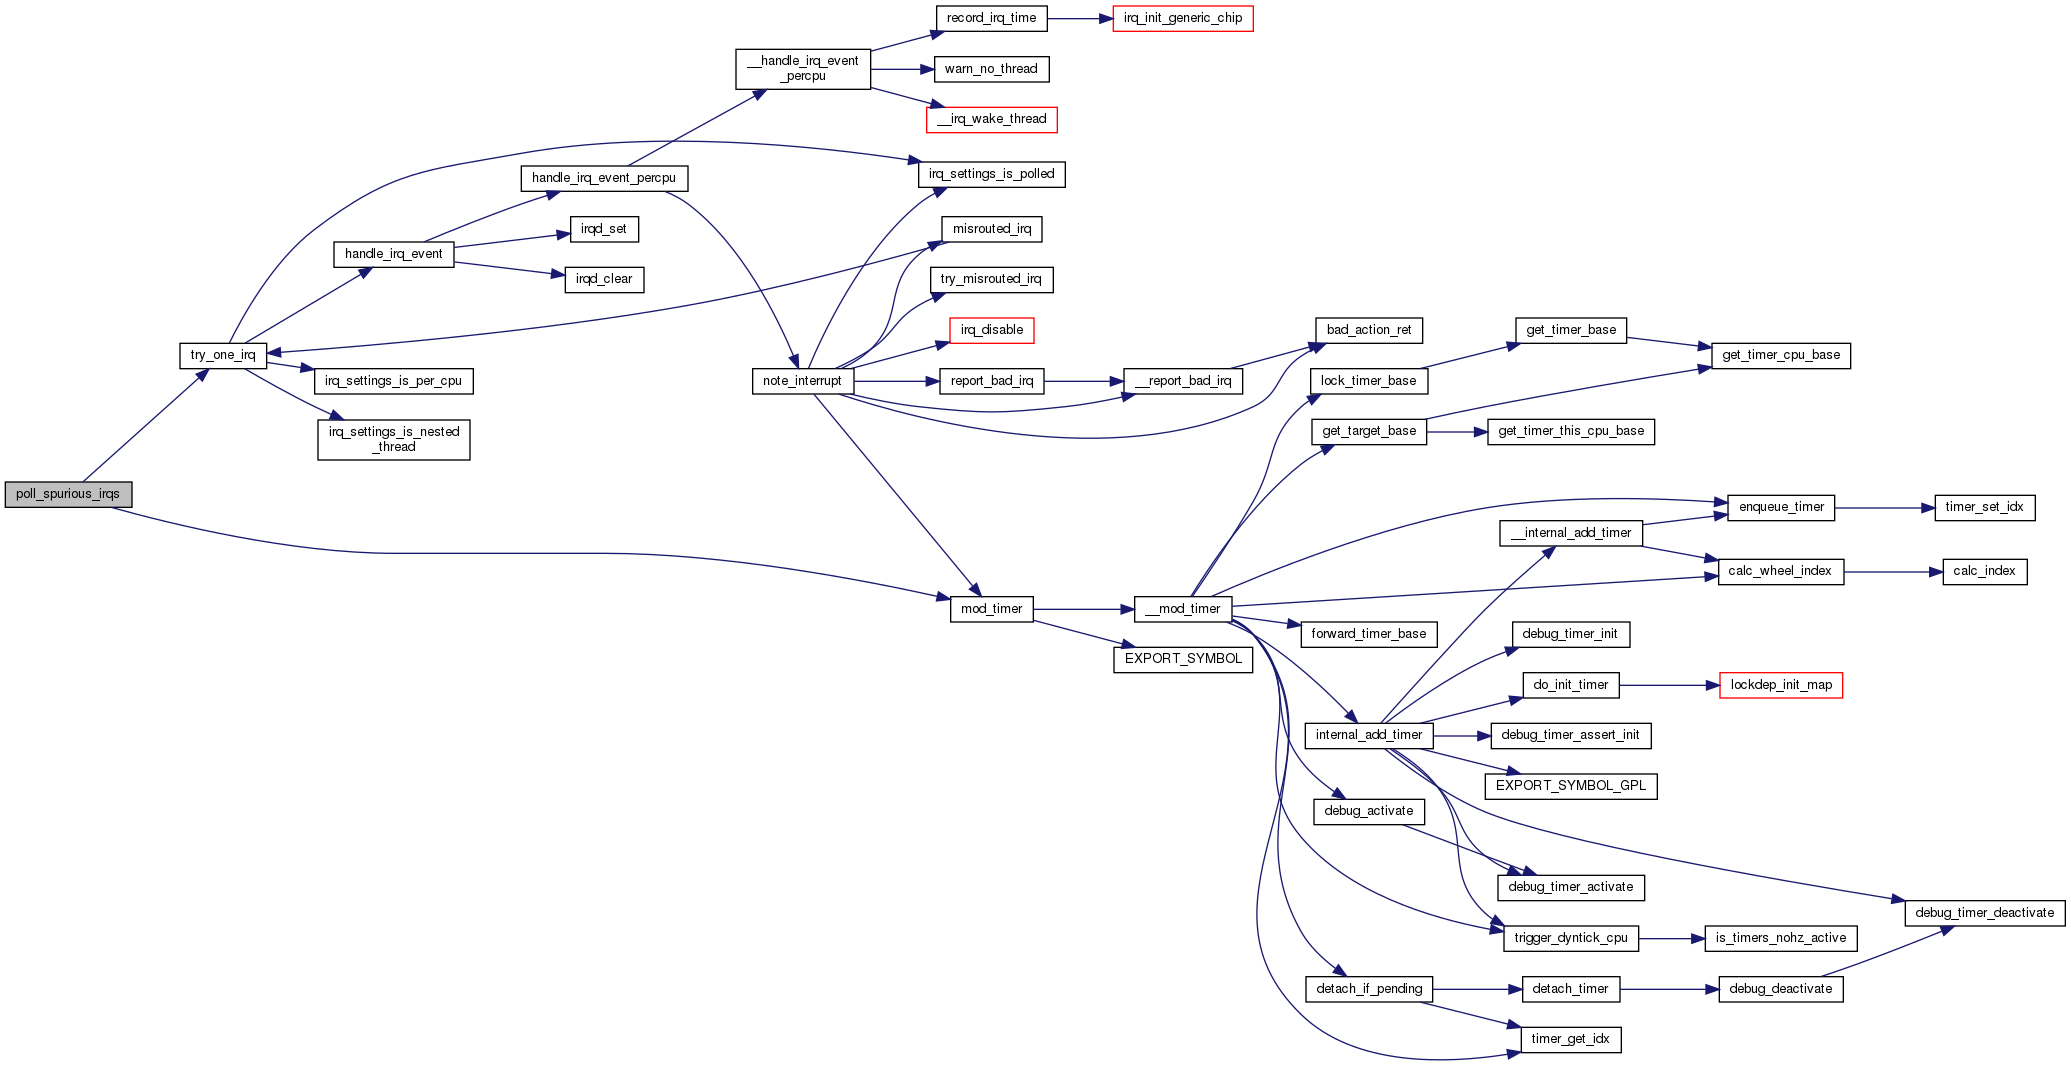 record_irq_time
irq_init_generic_chip
__handle_irq_event
_percpu
warn_no_thread
__irq_wake_thread
handle_irq_event_percpu
irq_settings_is_polled
irqd_set
misrouted_irq
handle_irq_event
irqd_clear
try_misrouted_irq
irq_disable
bad_action_ret
get_timer_base
try_one_irq
get_timer_cpu_base
irq_settings_is_per_cpu
note_interrupt
report_bad_irq
__report_bad_irq
lock_timer_base
irq_settings_is_nested
_thread
get_target_base
get_timer_this_cpu_base
poll_spurious_irqs
enqueue_timer
timer_set_idx
__internal_add_timer
calc_wheel_index
calc_index
mod_timer
__mod_timer
forward_timer_base
debug_timer_init
EXPORT_SYMBOL
do_init_timer
lockdep_init_map
internal_add_timer
debug_timer_assert_init
EXPORT_SYMBOL_GPL
debug_activate
debug_timer_activate
debug_timer_deactivate
trigger_dyntick_cpu
is_timers_nohz_active
detach_if_pending
detach_timer
debug_deactivate
timer_get_idx